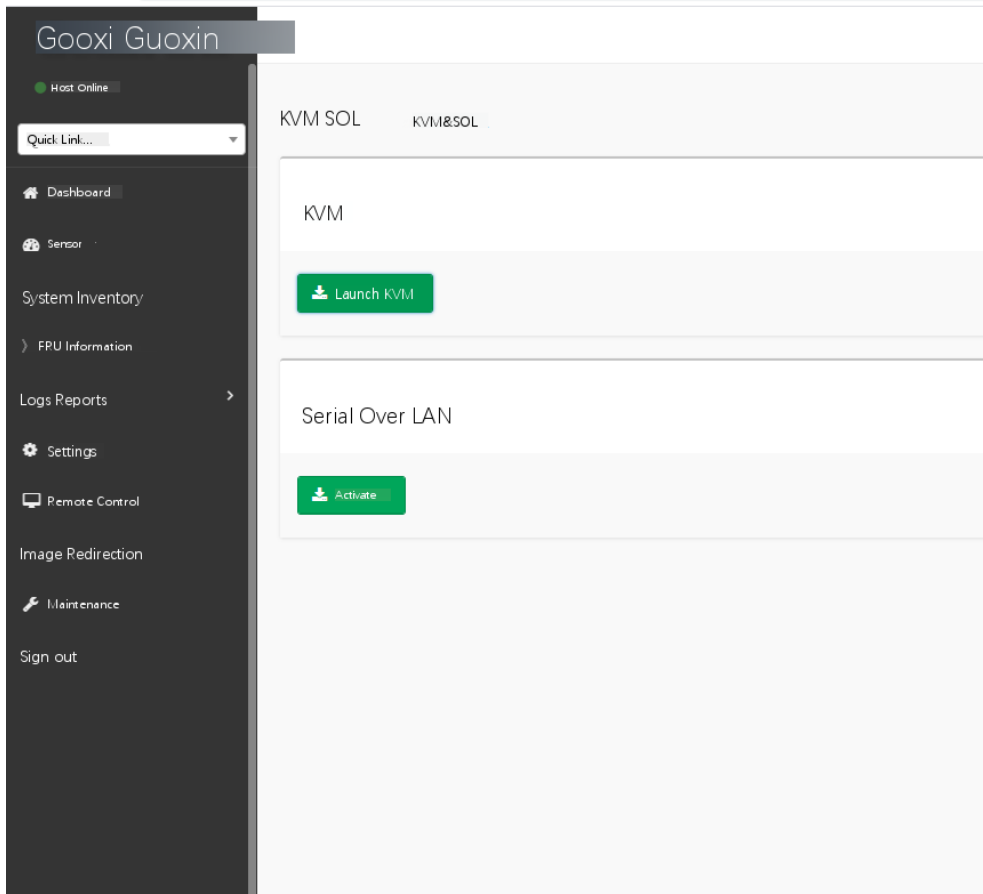 Gooxi Guoxin
Host Online
Quick Link...
Dashboard
Sensor
System Inventory
FRU Information
Logs Reports
Settings
Remote Control
Image Redirection
Maintenance
Sign out
KVM SOL KVM&SOL
KVM
Launch KVM
Serial Over LAN
Activate